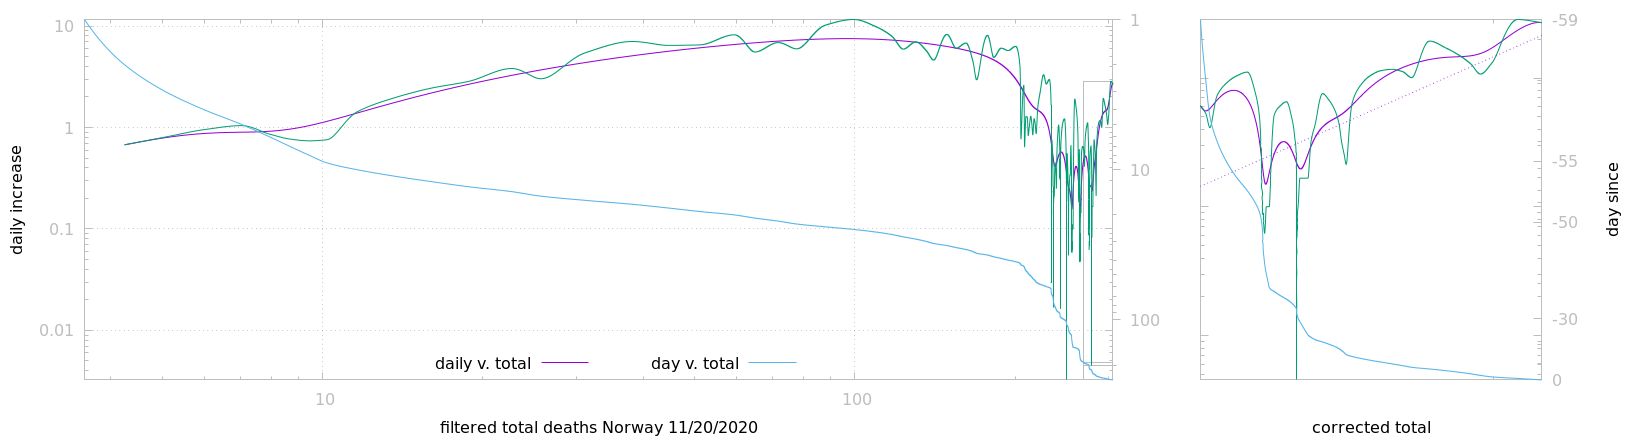 10
1
0.1
0.01
daily increase
daily v. total
day v. total
10
100
filtered total deaths Norway 11/20/2020
1
10
100
-59
-55
-50
-30
0
day since
corrected total